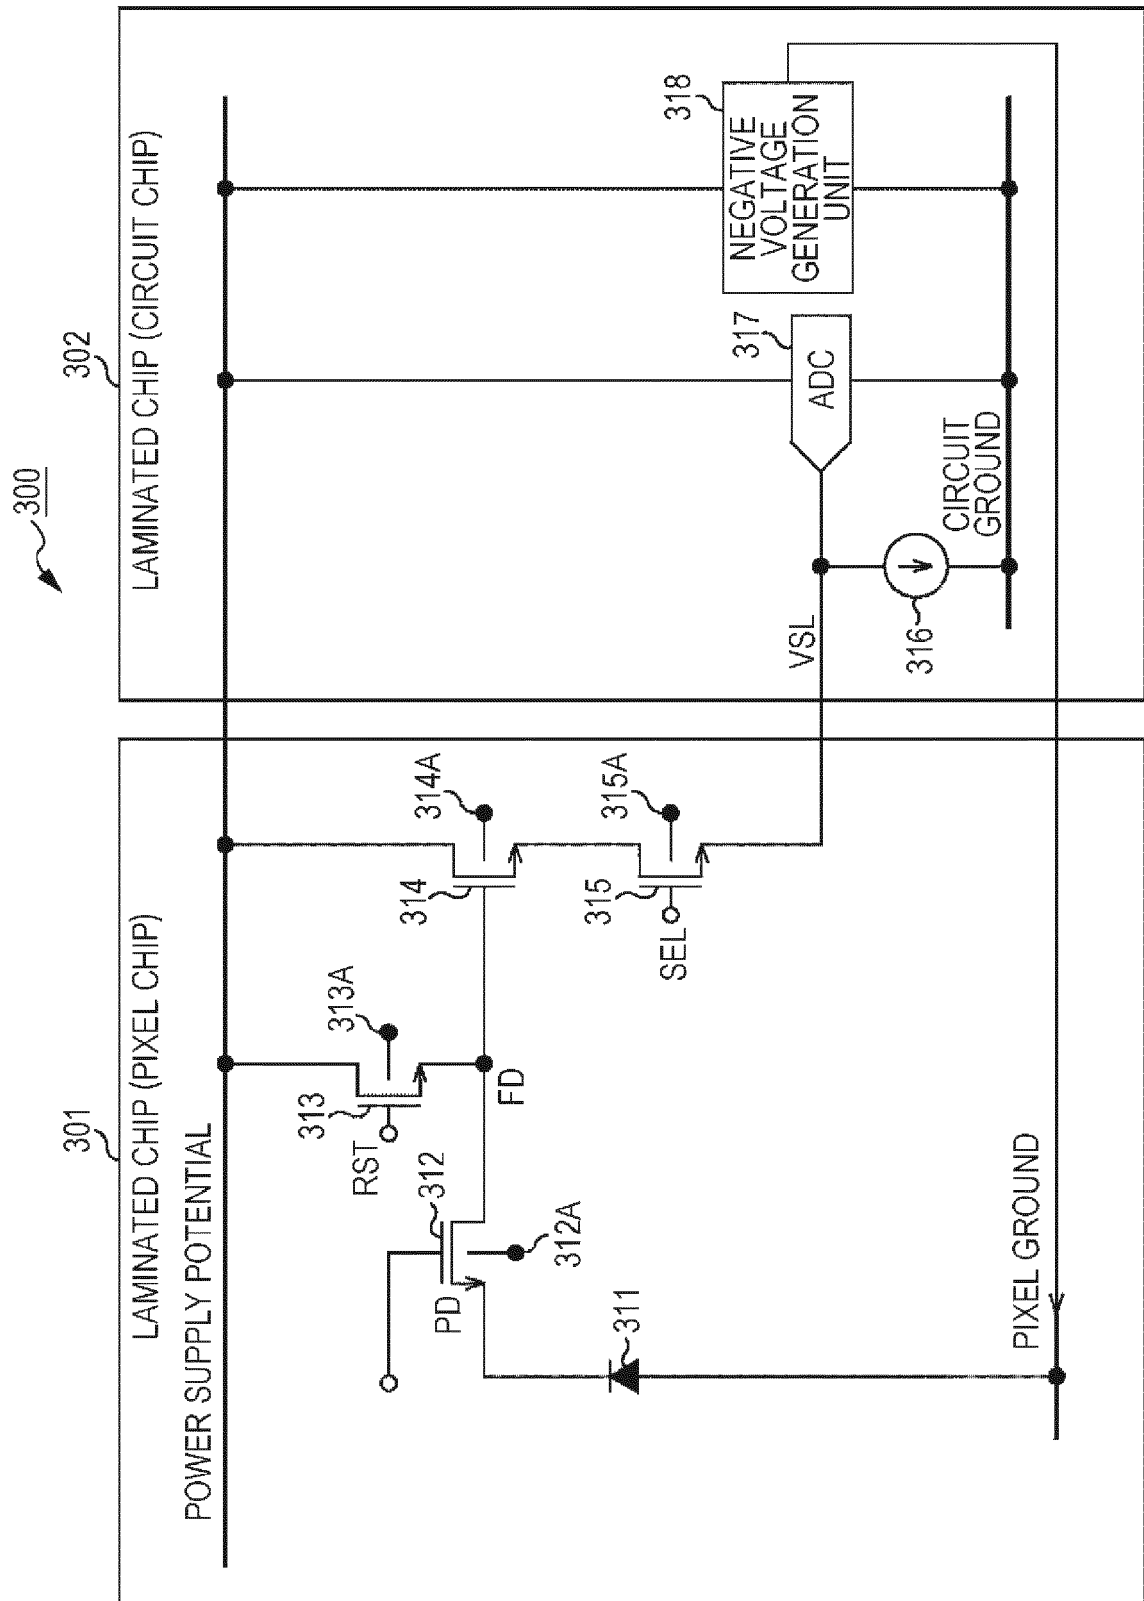 300
301
LAMINATED CHIP (PIXEL CHIP)
POWER SUPPLY POTENTIAL
RST
313
313A
312
PD
312A
FD
314
314A
315
315A
SEL
311
PIXEL GROUND
302
LAMINATED CHIP (CIRCUIT CHIP)
VSL
316
CIRCUIT
GROUND
317
ADC
318
NEGATIVE
VOLTAGE
GENERATION
UNIT